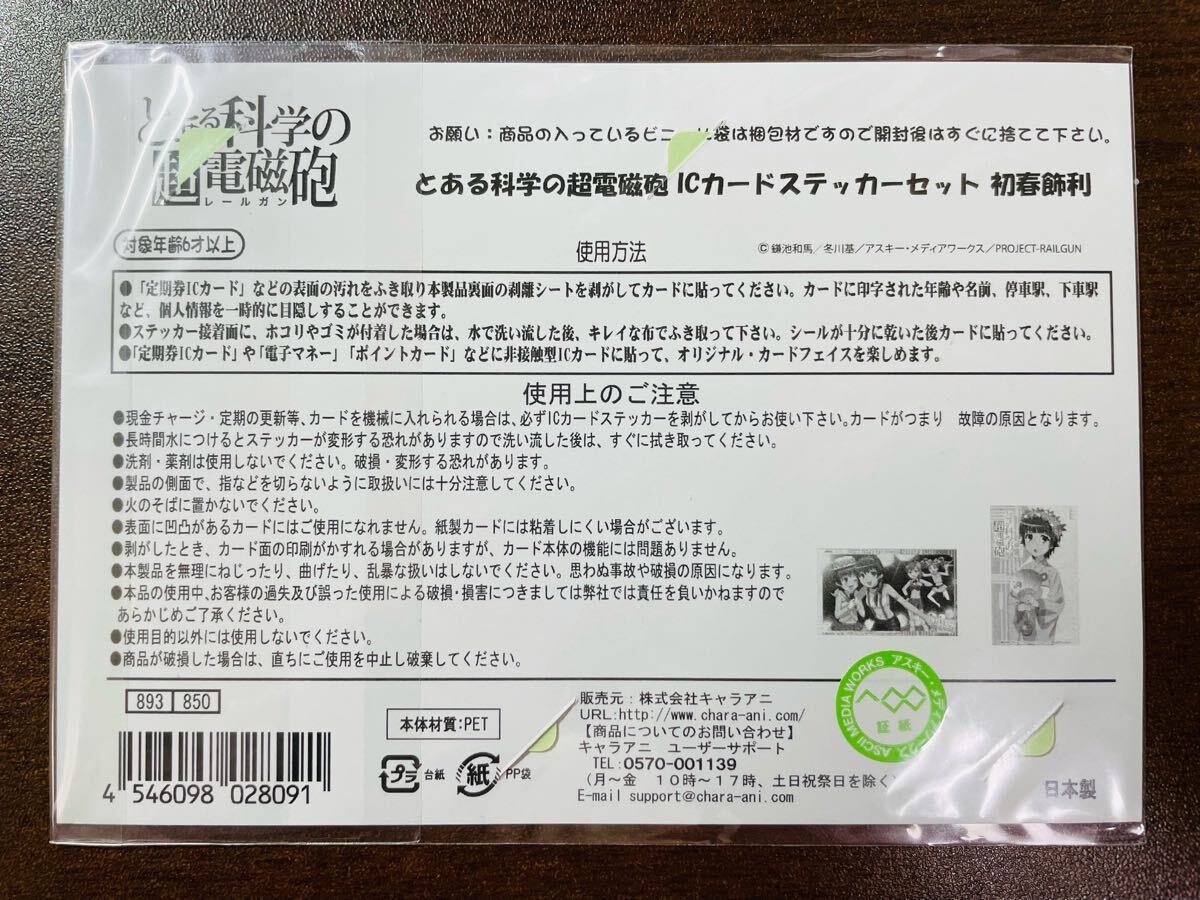 とある科学の
超電磁砲
レールガン
お願い：商品の入っているビニール袋は梱包材ですので開封後はすぐに捨てて下さい。
とある科学の超電磁砲 ICカードステッカーセット 初春飾利
対象年齢6才以上
使用方法
©鎌池和馬／冬川基／アスキー・メディアワークス／PROJECT-RAILGUN
❶「定期券ICカード」などの表面の汚れをふき取り本製品裏面の剥離シートを剥がしてカードに貼ってください。カードに印字された年齢や名前、停車駅、下車駅
など、個人情報を一時的に目隠しすることができます。
❷ステッカー接着面に、ホコリやゴミが付着した場合は、水で洗い流した後、キレイな布でふき取って下さい。シールが十分に乾いた後カードに貼ってください。
❸「定期券ICカード」や「電子マネー」「ポイントカード」などに非接触型ICカードに貼って、オリジナル・カードフェイスを楽しめます。
使用上のご注意
●現金チャージ・定期の更新等、カードを機械に入れられる場合は、必ずICカードステッカーを剥がしてからお使い下さい。カードがつまり　故障の原因となります。
●長時間水につけるとステッカーが変形する恐れがありますので洗い流した後は、すぐに拭き取ってください。
●洗剤・薬剤は使用しないでください。破損・変形する恐れがあります。
●製品の側面で、指などを切らないように取扱いには十分注意してください。
●火のそばに置かないでください。
●表面に凹凸があるカードにはご使用になれません。紙製カードには粘着しにくい場合がございます。
●剥がしたとき、カード面の印刷がかすれる場合がありますが、カード本体の機能には問題ありません。
●本製品を無理にねじったり、曲げたり、乱暴な扱いはしないでください。思わぬ事故や破損の原因になります。
●本品の使用中、お客様の過失及び誤った使用による破損・損害につきましては弊社では責任を負いかねますので
あらかじめご了承ください。
●使用目的以外には使用しないでください。
●商品が破損した場合は、直ちにご使用を中止し破棄してください。
893 850
本体材質：PET
プラ 台紙
紙 PP袋
4 546098 028091
販売元：株式会社キャラアニ
URL:http://www.chara-ani.com/
【商品についてのお問い合わせ】
キャラアニ　ユーザーサポート
TEL:0570-001139
（月～金　10時～17時、土日祝祭日を除く）
E-mail support@chara-ani.com
ASCII MEDIA WORKS アスキー・メディアワークス
証紙
日本製